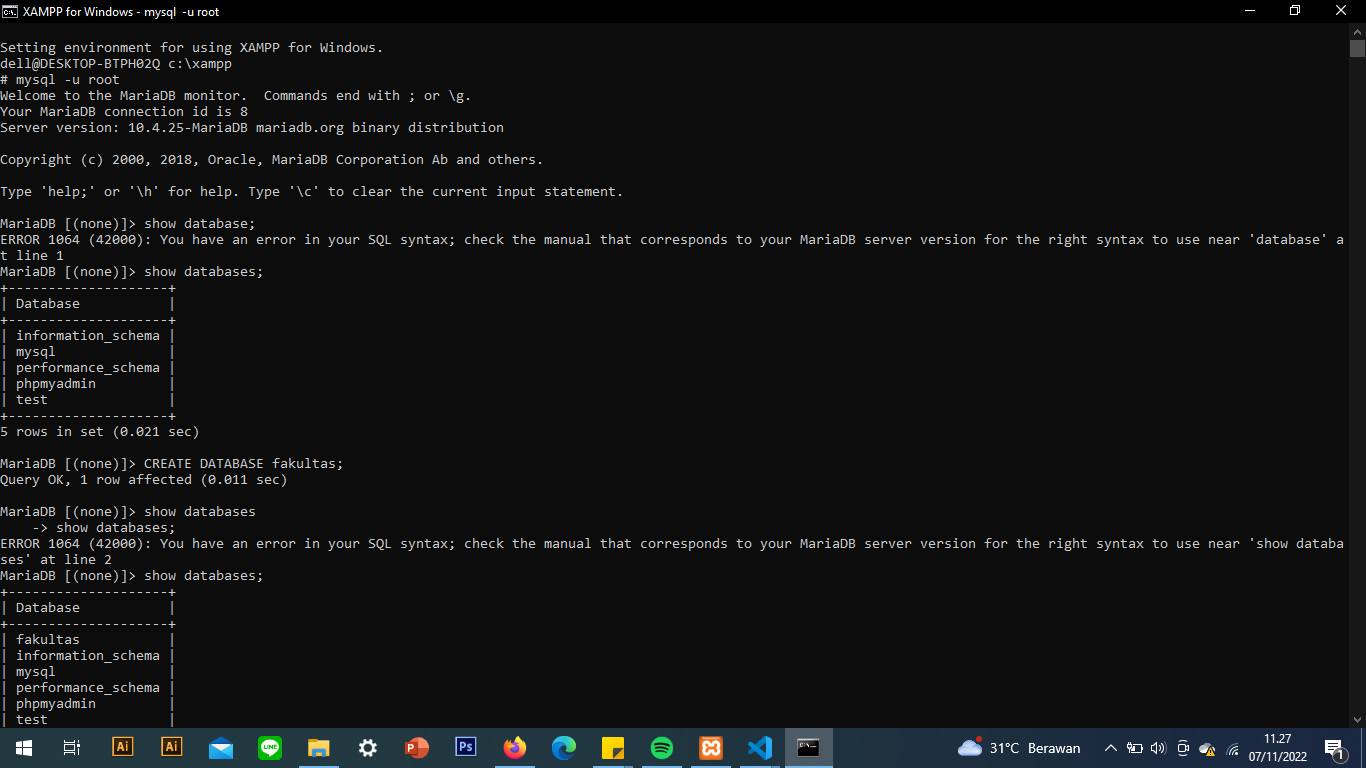 XAMPP for Windows - mysql  -u root
Setting environment for using XAMPP for Windows.
dell@DESKTOP-BTPH02Q c:\xampp
# mysql -u root
Welcome to the MariaDB monitor.  Commands end with ; or \g.
Your MariaDB connection id is 8
Server version: 10.4.25-MariaDB mariadb.org binary distribution
Copyright (c) 2000, 2018, Oracle, MariaDB Corporation Ab and others.
Type 'help;' or '\h' for help. Type '\c' to clear the current input statement.
MariaDB [(none)]> show database;
ERROR 1064 (42000): You have an error in your SQL syntax; check the manual that corresponds to your MariaDB server version for the right syntax to use near 'database' a
t line 1
MariaDB [(none)]> show databases;
+--------------------+
| Database           |
+--------------------+
| information_schema |
| mysql              |
| performance_schema |
| phpmyadmin         |
| test               |
+--------------------+
5 rows in set (0.021 sec)
MariaDB [(none)]> CREATE DATABASE fakultas;
Query OK, 1 row affected (0.011 sec)
MariaDB [(none)]> show databases
    -> show databases;
ERROR 1064 (42000): You have an error in your SQL syntax; check the manual that corresponds to your MariaDB server version for the right syntax to use near 'show databa
ses' at line 2
MariaDB [(none)]> show databases;
+--------------------+
| Database           |
+--------------------+
| fakultas           |
| information_schema |
| mysql              |
| performance_schema |
| phpmyadmin         |
| test               |
Ai
Ai
LINE
P
Ps
31°C  Berawan
11.27
07/11/2022
1